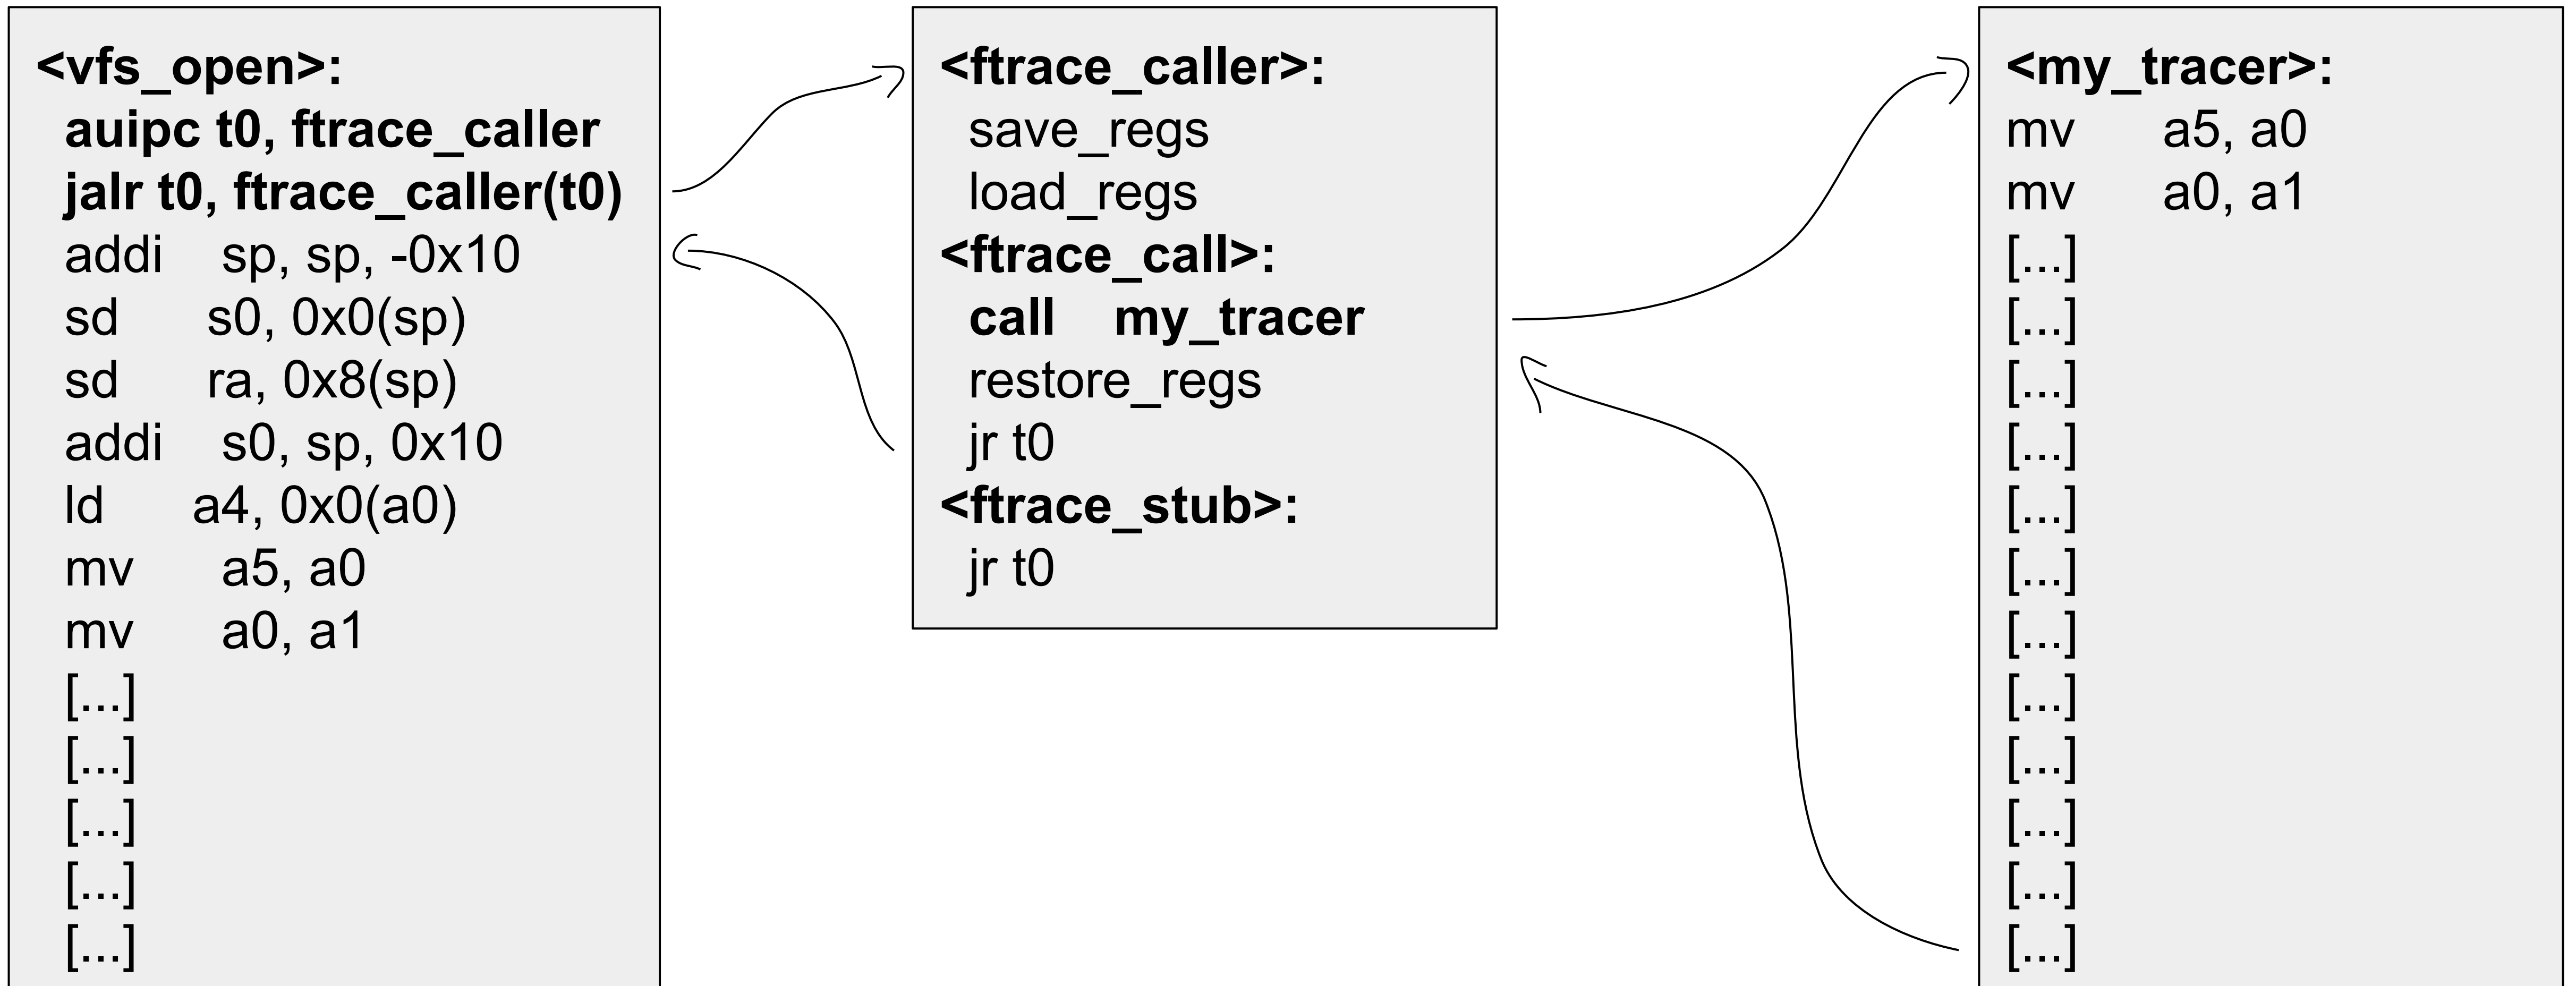 <vfs_open>:
auipc t0, ftrace_caller
jalr t0, ftrace_caller(t0)
addi sp, sp, -0x10
sd s0, 0x0(sp)
sd ra, 0x8(sp)
addi s0, sp, 0x10
ld a4, 0x0(a0)
mv a5, a0
mv a0, a1
[...]
[...]
[...]
[...]
[...]
<ftrace_caller>:
save_regs
load_regs
<ftrace_call>:
call my_tracer
restore_regs
jr t0
<ftrace_stub>:
jr t0
<my_tracer>:
mv a5, a0
mv a0, a1
[...]
[...]
[...]
[...]
[...]
[...]
[...]
[...]
[...]
[...]
[...]
[...]